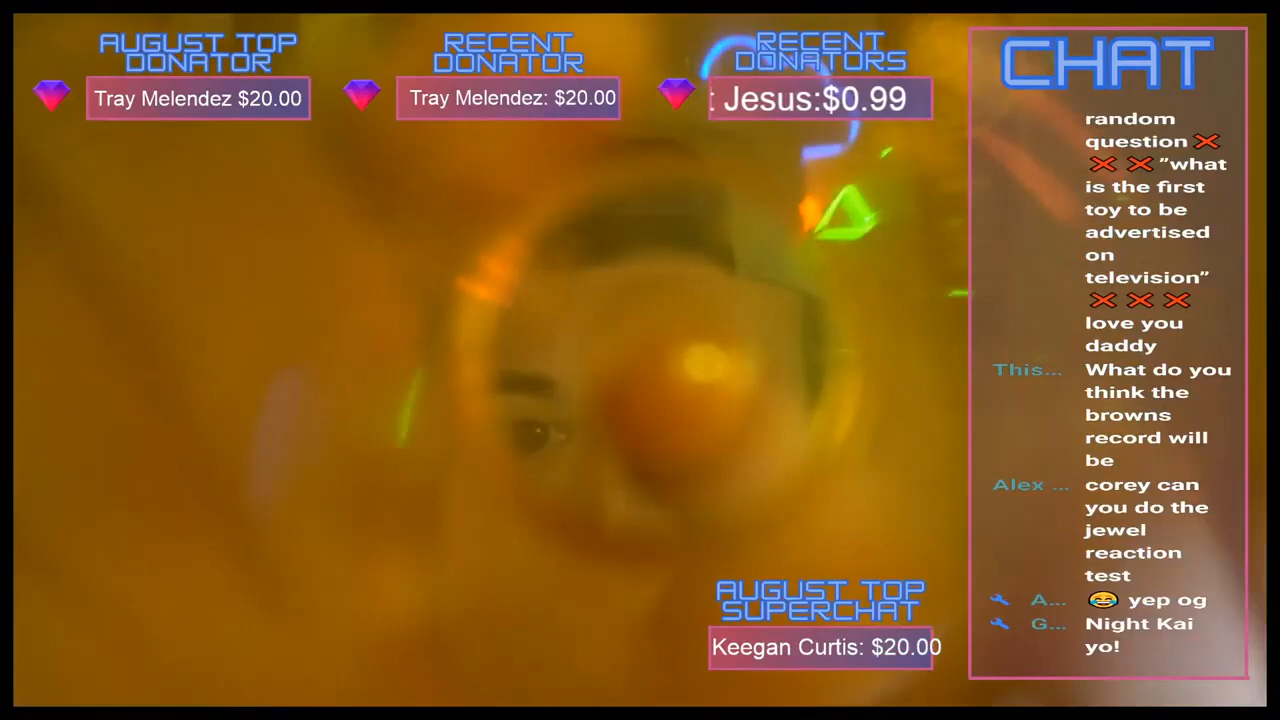 AUGUST TOP
DONATOR
Tray Melendez $20.00
RECENT
DONATOR
Tray Melendez: $20.00
RECENT
DONATORS
Jesus:$0.99
CHAT
random
question ❌
❌ ❌ ”what
is the first
toy to be
advertised
on
television”
❌ ❌ ❌
love you
daddy
This... What do you
think the
browns
record will
be
Alex ... corey can
you do the
jewel
reaction
test
A... 😂 yep og
G... Night Kai
yo!
AUGUST TOP
SUPERCHAT
Keegan Curtis: $20.00